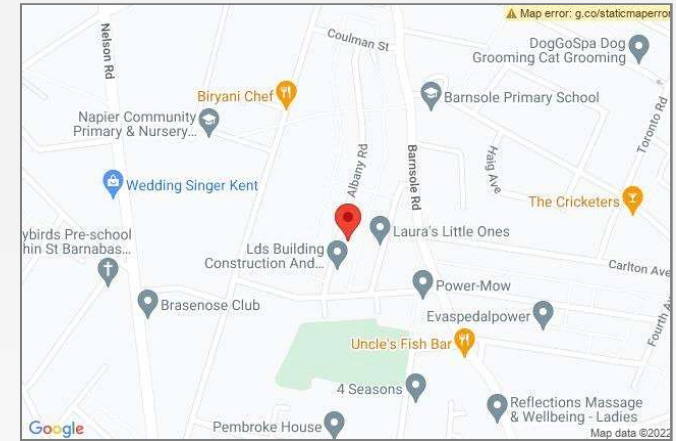 Map error: g.co/staticmaperror
Nelson Rd
Coulman St
DogGoSpa Dog
Grooming Cat Grooming
Biryani Chef
Barnsole Primary School
Napier Community
Primary & Nursery...
Toronto Rd
Albany Rd
Barnsole Rd
Haig Ave
Wedding Singer Kent
The Cricketers
ybirds Pre-school
hin St Barnabas...
Laura's Little Ones
Lds Building
Construction And...
Carlton Ave
Power-Mow
Brasenose Club
Evaspedalpower
Fourth Av
Uncle's Fish Bar
4 Seasons
Reflections Massage
& Wellbeing - Ladies
Pembroke House
Google
Map data ©2022